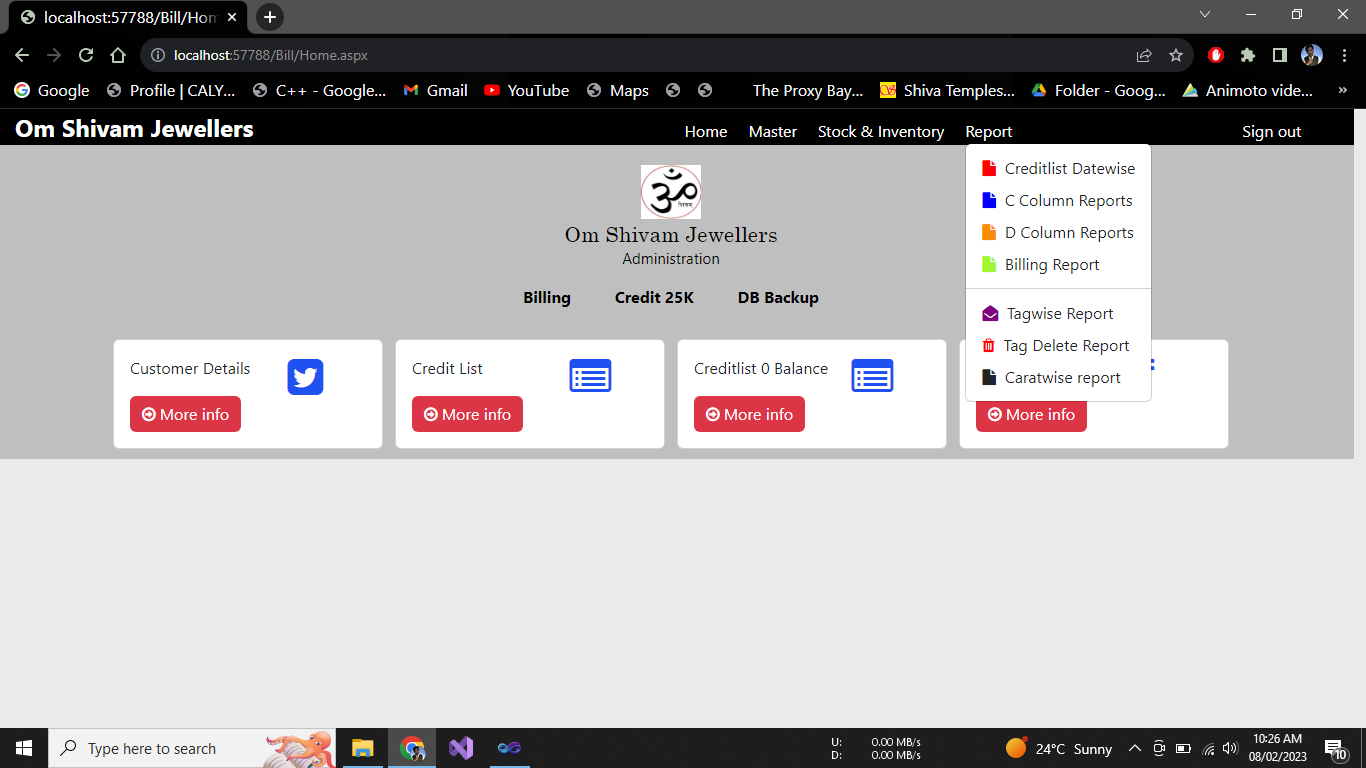 localhost:57788/Bill/Hom
localhost:57788/Bill/Home.aspx
Google Profile | CALY... C++ - Google... Gmail YouTube Maps The Proxy Bay... Shiva Temples... Folder - Goog... Animoto vide... »
Om Shivam Jewellers Home Master Stock & Inventory Report Sign out
Creditlist Datewise
C Column Reports
D Column Reports
Billing Report
Tagwise Report
Tag Delete Report
Caratwise report
ॐ
शिवम
Om Shivam Jewellers
Administration
Billing Credit 25K DB Backup
Customer Details Credit List Creditlist 0 Balance
More info More info More info More info
Type here to search
U: 0.00 MB/s
D: 0.00 MB/s
24°C Sunny
10:26 AM
08/02/2023
10